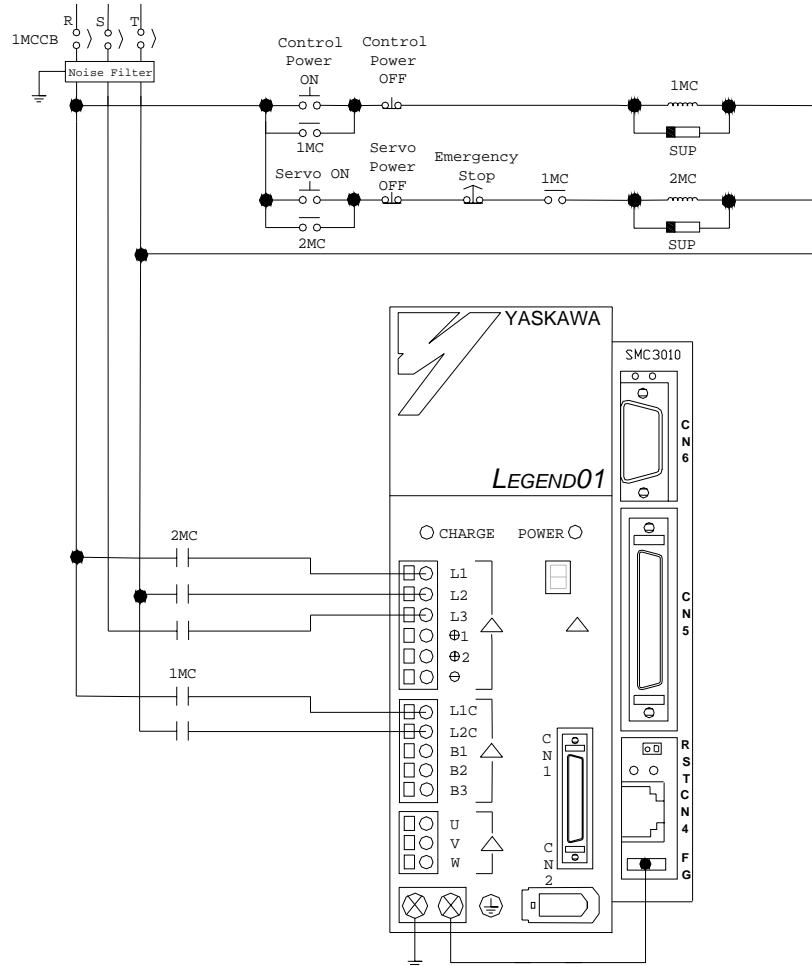 R S T
1MCCB
Noise Filter
Control
Power
ON
Control
Power
OFF
1MC
1MC
SUP
Servo ON
Servo
Power
OFF
Emergency
Stop
1MC
2MC
2MC
SUP
YASKAWA
SMC3010
CN6
LEGEND01
CHARGE POWER
2MC
L1
L2
L3
⊕1
⊕2
⊖
CN5
1MC
L1C
L2C
B1
B2
B3
CN1
RST
CN4
U
V
W
CN2
FG